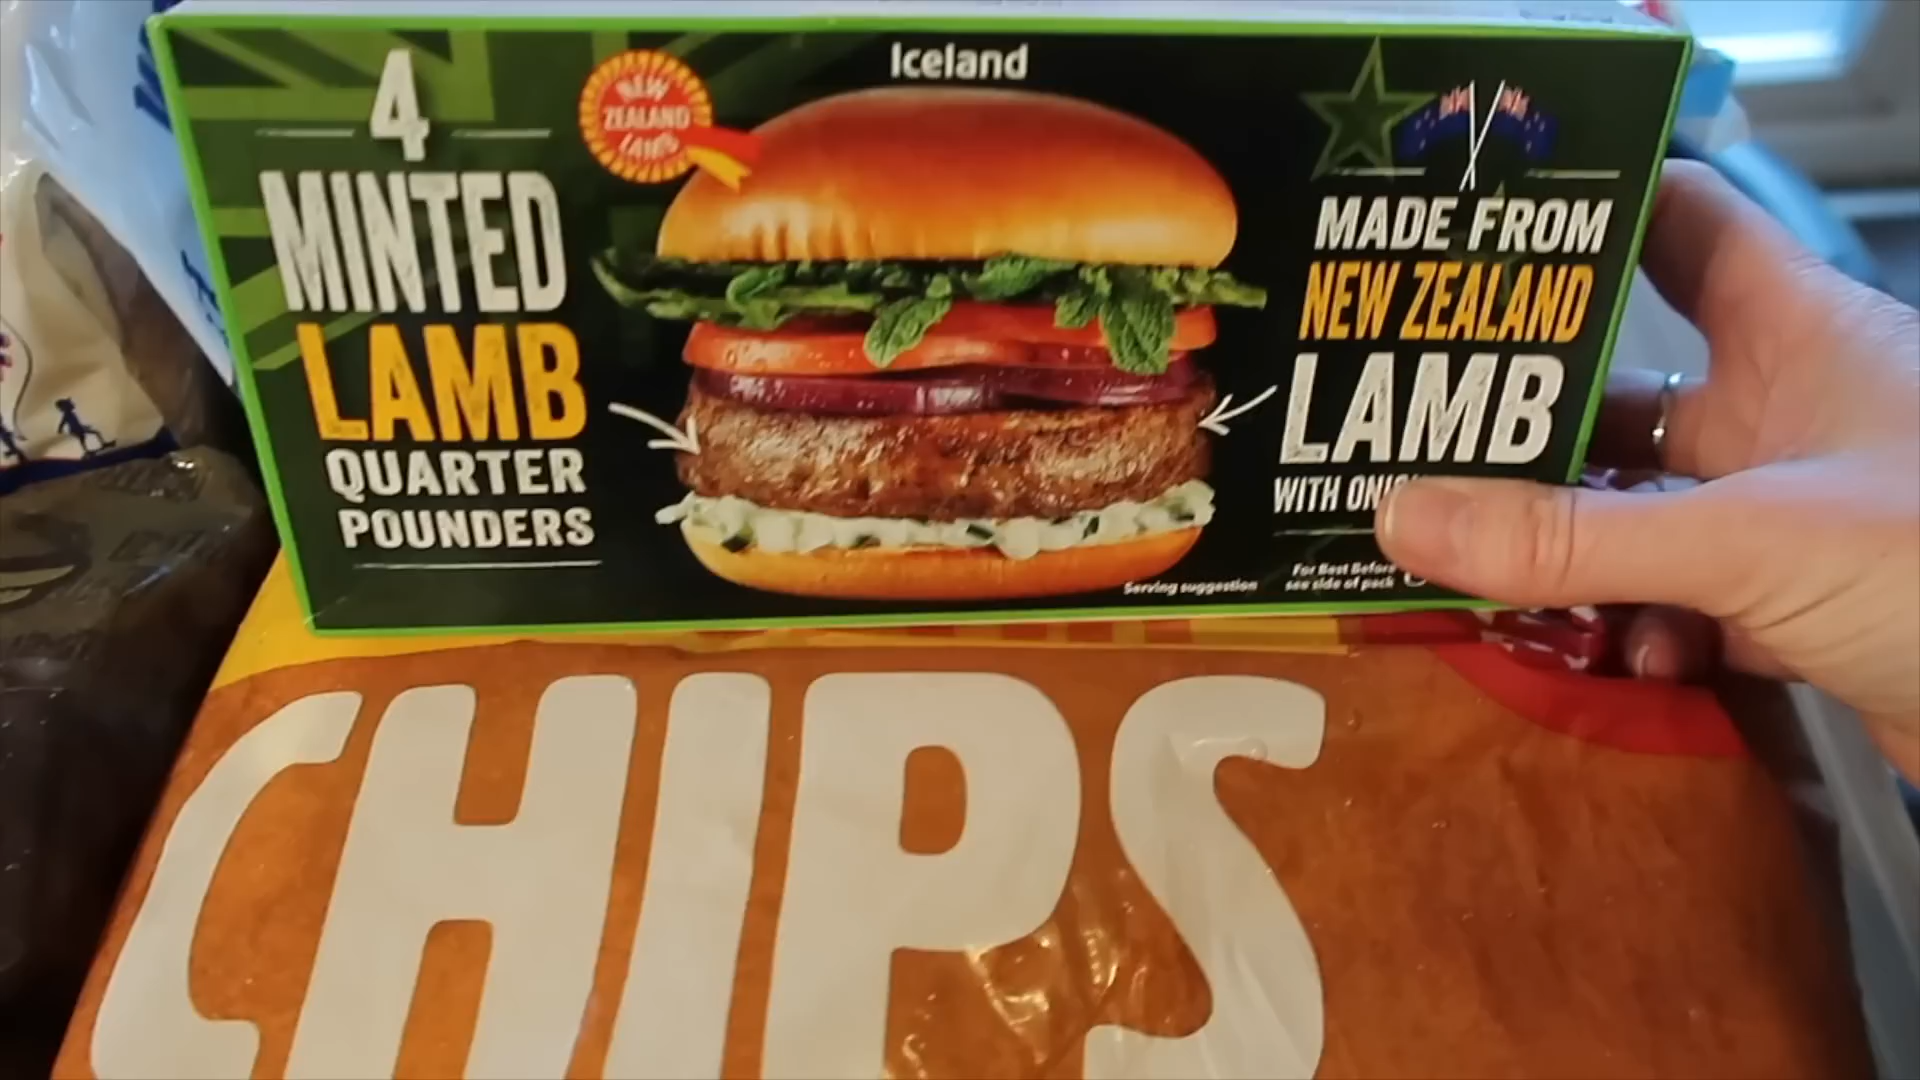 Iceland
4
MINTED
LAMB
QUARTER
POUNDERS
NEW
ZEALAND
LAMB
MADE FROM
NEW ZEALAND
LAMB
WITH
Serving suggestion
For Best Before
see side of pack
CHIPS